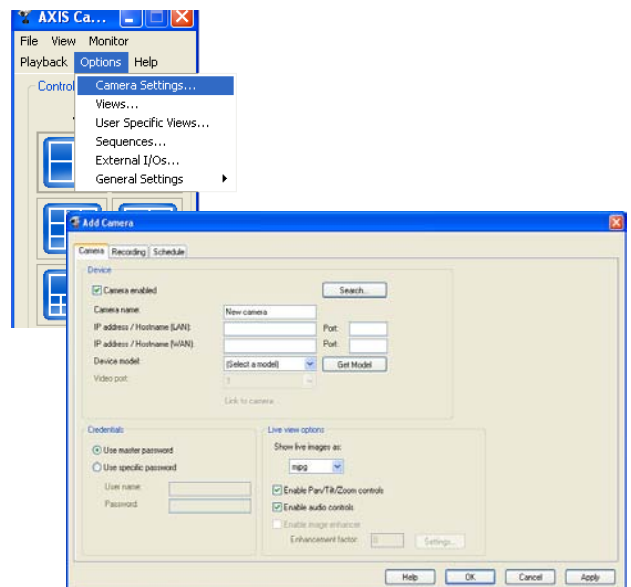 AXIS Ca...
File View Monitor
Playback Options Help
Control
Camera Settings...
Views...
User Specific Views...
Sequences...
External I/Os...
General Settings
Add Camera
Camera Recording Schedule
Device
Camera enabled Search...
Camera name: New camera
IP address / Hostname (LAN): Port:
IP address / Hostname (WAN): Port:
Device model: (Select a model) Get Model
Video port: 1
Link to camera...
Credentials
Use master password
Use specific password
User name:
Password:
Live view options
Show live images as:
mjpg
Enable Pan/Tilt/Zoom controls
Enable audio controls
Enable image enhancer
Enhancement factor: 0 Settings...
Help OK Cancel Apply